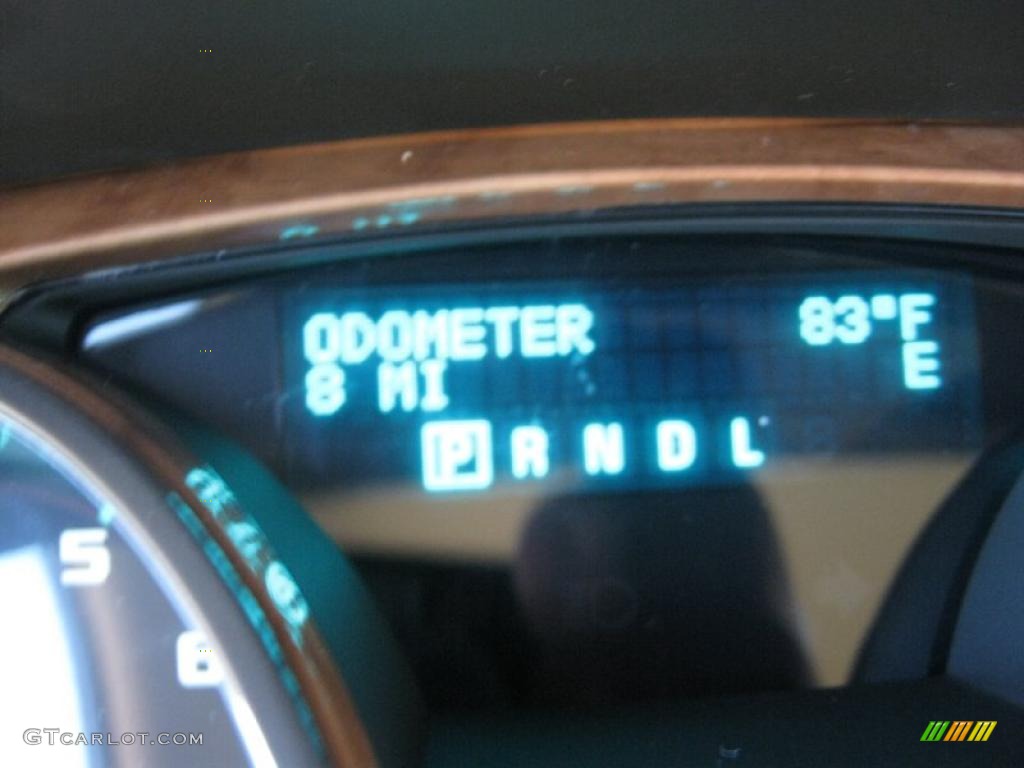 ODOMETER 83°F
8 MI E
P R N D L
5
6
GTCARLOT.COM